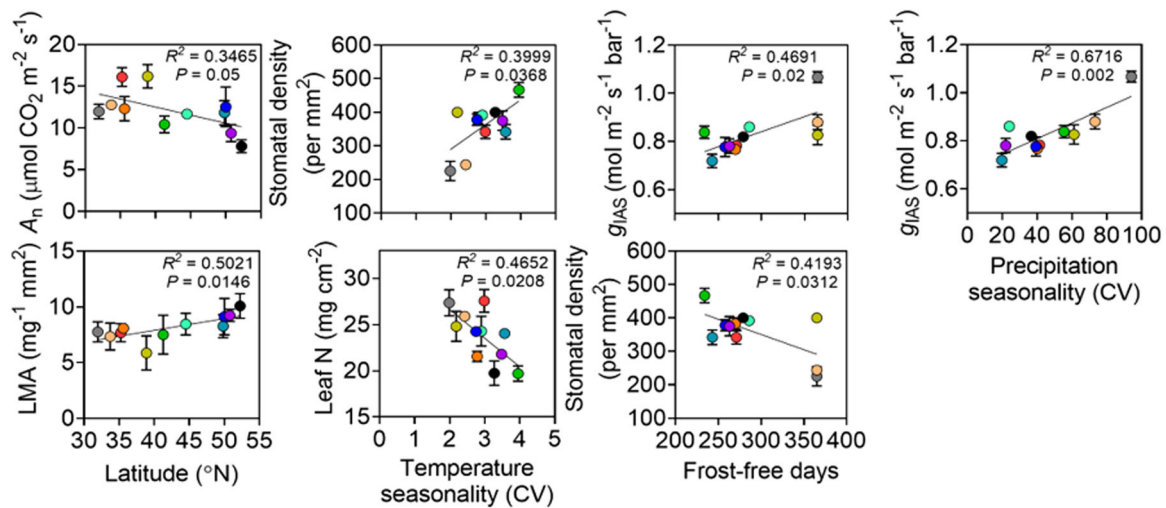 20
15
10
5
0
Aₙ (μmol CO₂ m⁻² s⁻¹)
R² = 0.3465
P = 0.05
600
500
400
300
200
100
Stomatal density
(per mm²)
R² = 0.3999
P = 0.0368
1.2
1.0
0.8
0.6
g_IAS (mol m⁻² s⁻¹ bar⁻¹)
R² = 0.4691
P = 0.02
1.2
1.0
0.8
0.6
g_IAS (mol m⁻² s⁻¹ bar⁻¹)
R² = 0.6716
P = 0.002
0 20 40 60 80 100
Precipitation
seasonality (CV)
15
10
5
0
LMA (mg⁻¹ mm²)
R² = 0.5021
P = 0.0146
30 35 40 45 50 55
Latitude (°N)
30
25
20
15
Leaf N (mg cm⁻²)
R² = 0.4652
P = 0.0208
0 1 2 3 4 5
Temperature
seasonality (CV)
600
500
400
300
200
100
Stomatal density
(per mm²)
R² = 0.4193
P = 0.0312
200 250 300 350 400
Frost-free days